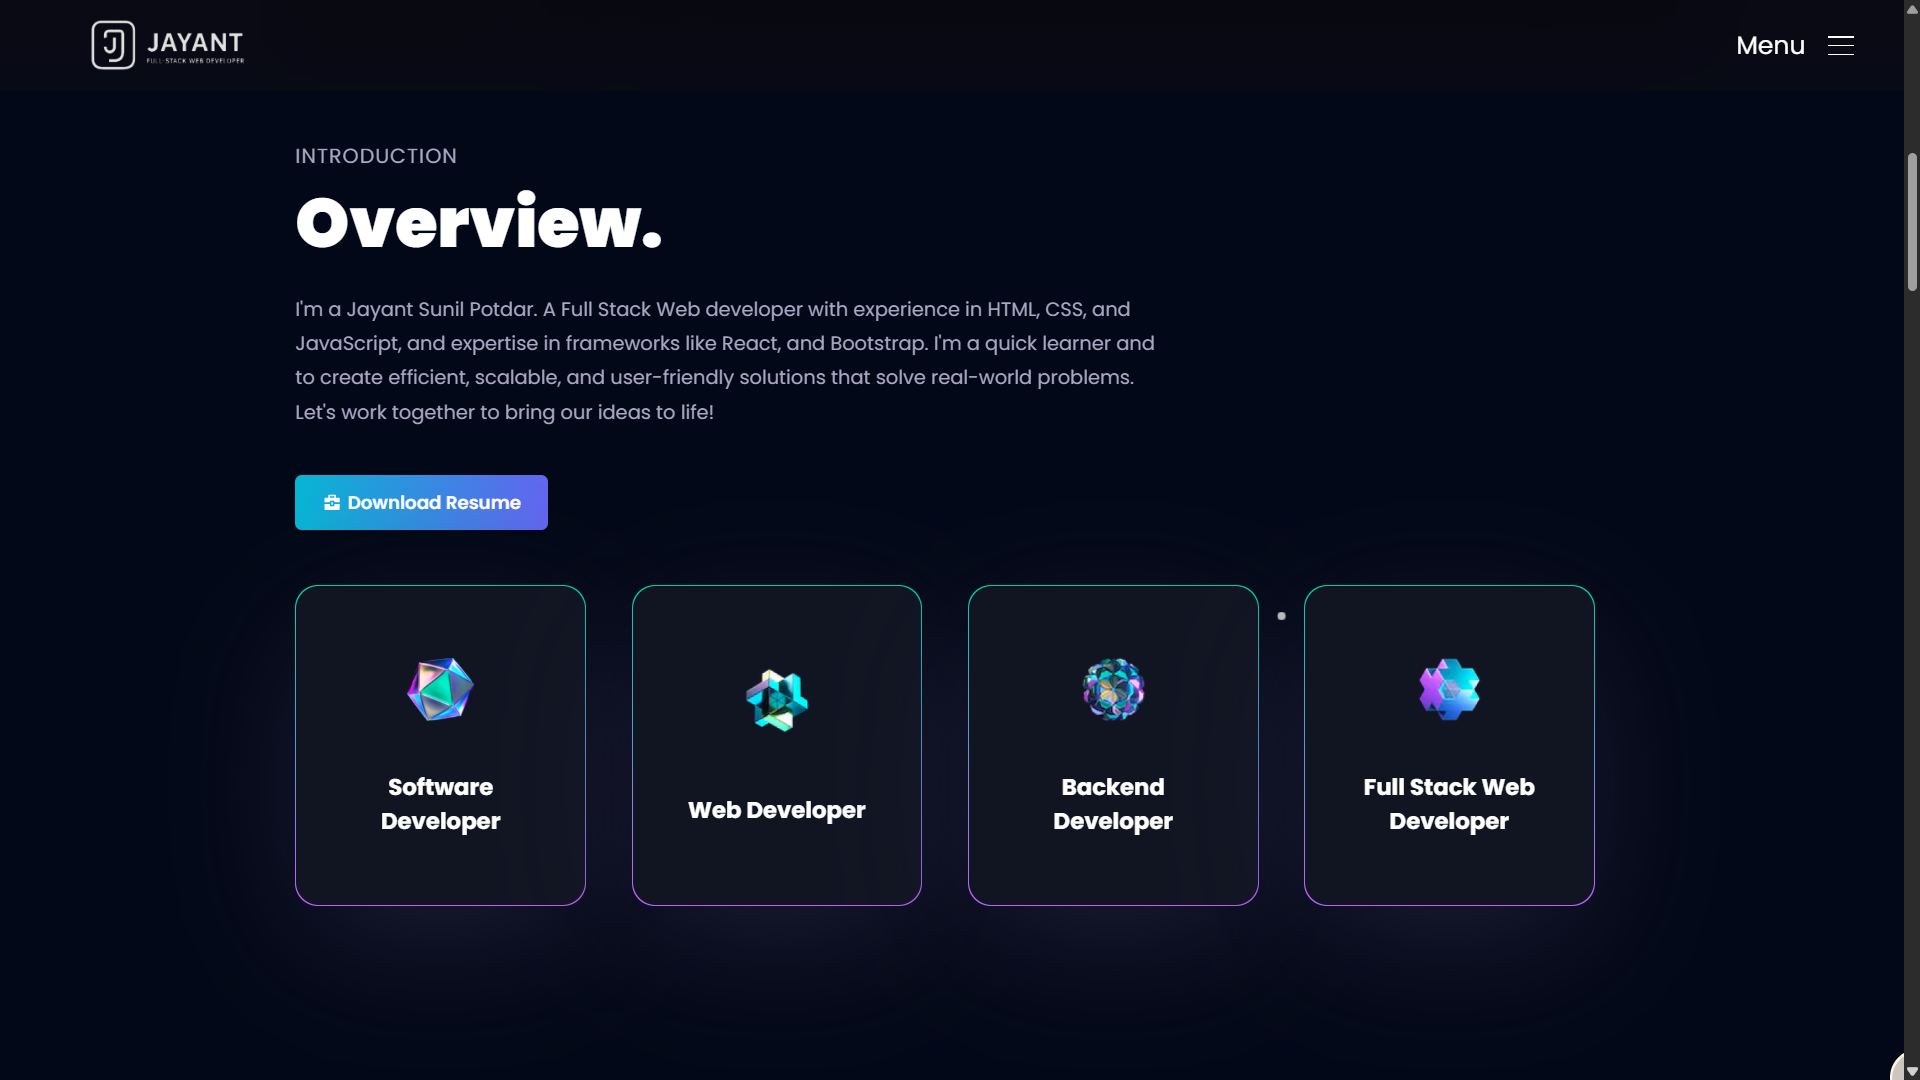 JAYANT
FULL-STACK WEB DEVELOPER
Menu
INTRODUCTION
Overview.
I'm a Jayant Sunil Potdar. A Full Stack Web developer with experience in HTML, CSS, and
JavaScript, and expertise in frameworks like React, and Bootstrap. I'm a quick learner and
to create efficient, scalable, and user-friendly solutions that solve real-world problems.
Let's work together to bring our ideas to life!
Download Resume
Software
Developer
Web Developer
Backend
Developer
Full Stack Web
Developer